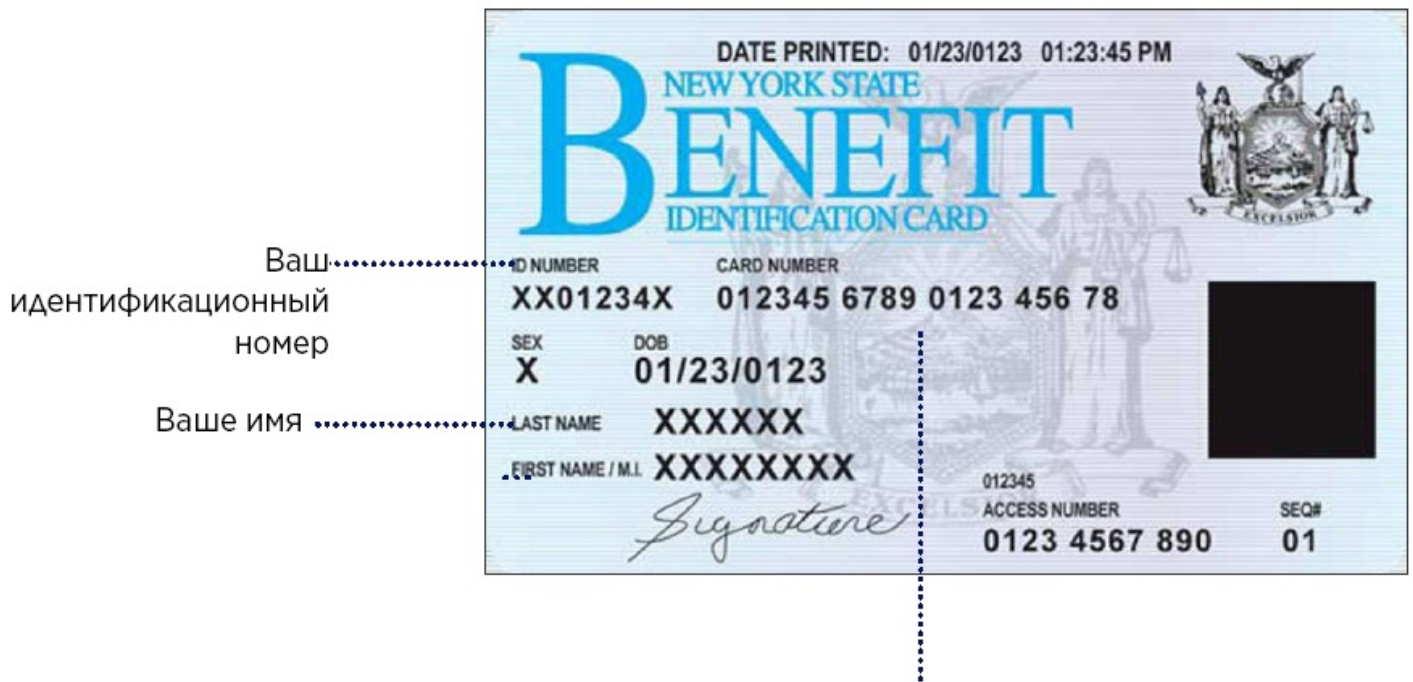 DATE PRINTED: 01/23/0123 01:23:45 PM
NEW YORK STATE
BENEFIT
IDENTIFICATION CARD
EXCELSIOR
Ваш
идентификационный
номер
ID NUMBER CARD NUMBER
XX01234X 012345 6789 0123 456 78
SEX DOB
X 01/23/0123
Ваше имя
LAST NAME XXXXXX
FIRST NAME / M.I. XXXXXXXX
Signature
EXCELSIOR
012345
ACCESS NUMBER SEQ#
0123 4567 890 01